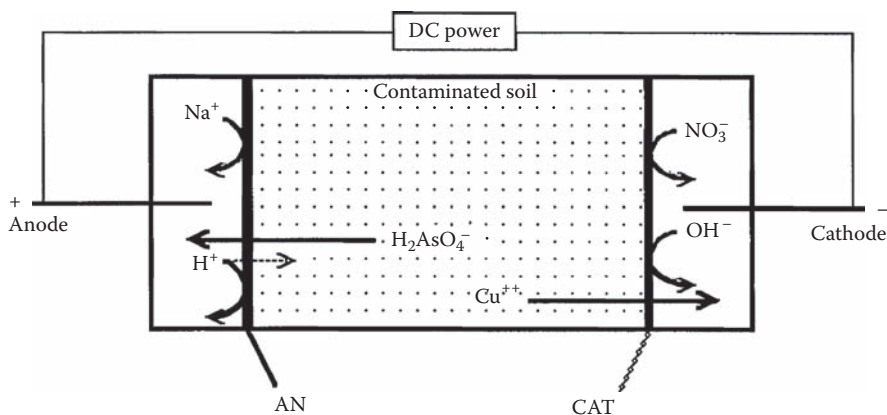 DC power
Contaminated soil
Na⁺
NO₃⁻
+
Anode
−
Cathode
H₂AsO₄⁻
OH⁻
H⁺
Cu⁺⁺
AN
CAT